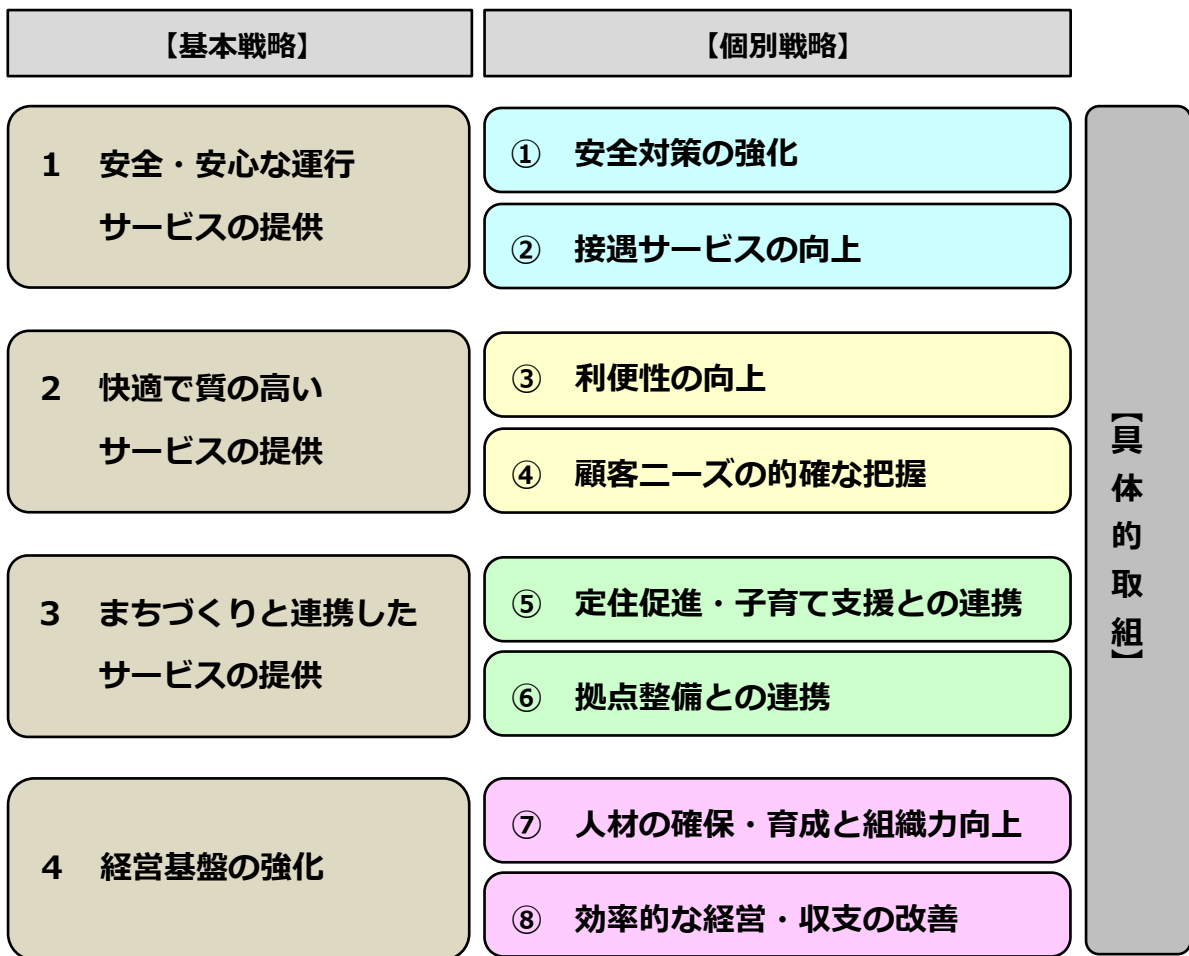 【基本戦略】
【個別戦略】
1 安全・安心な運行
サービスの提供
① 安全対策の強化
② 接遇サービスの向上
2 快適で質の高い
サービスの提供
③ 利便性の向上
④ 顧客ニーズの的確な把握
3 まちづくりと連携した
サービスの提供
⑤ 定住促進・子育て支援との連携
⑥ 拠点整備との連携
4 経営基盤の強化
⑦ 人材の確保・育成と組織力向上
⑧ 効率的な経営・収支の改善
【具体的取組】